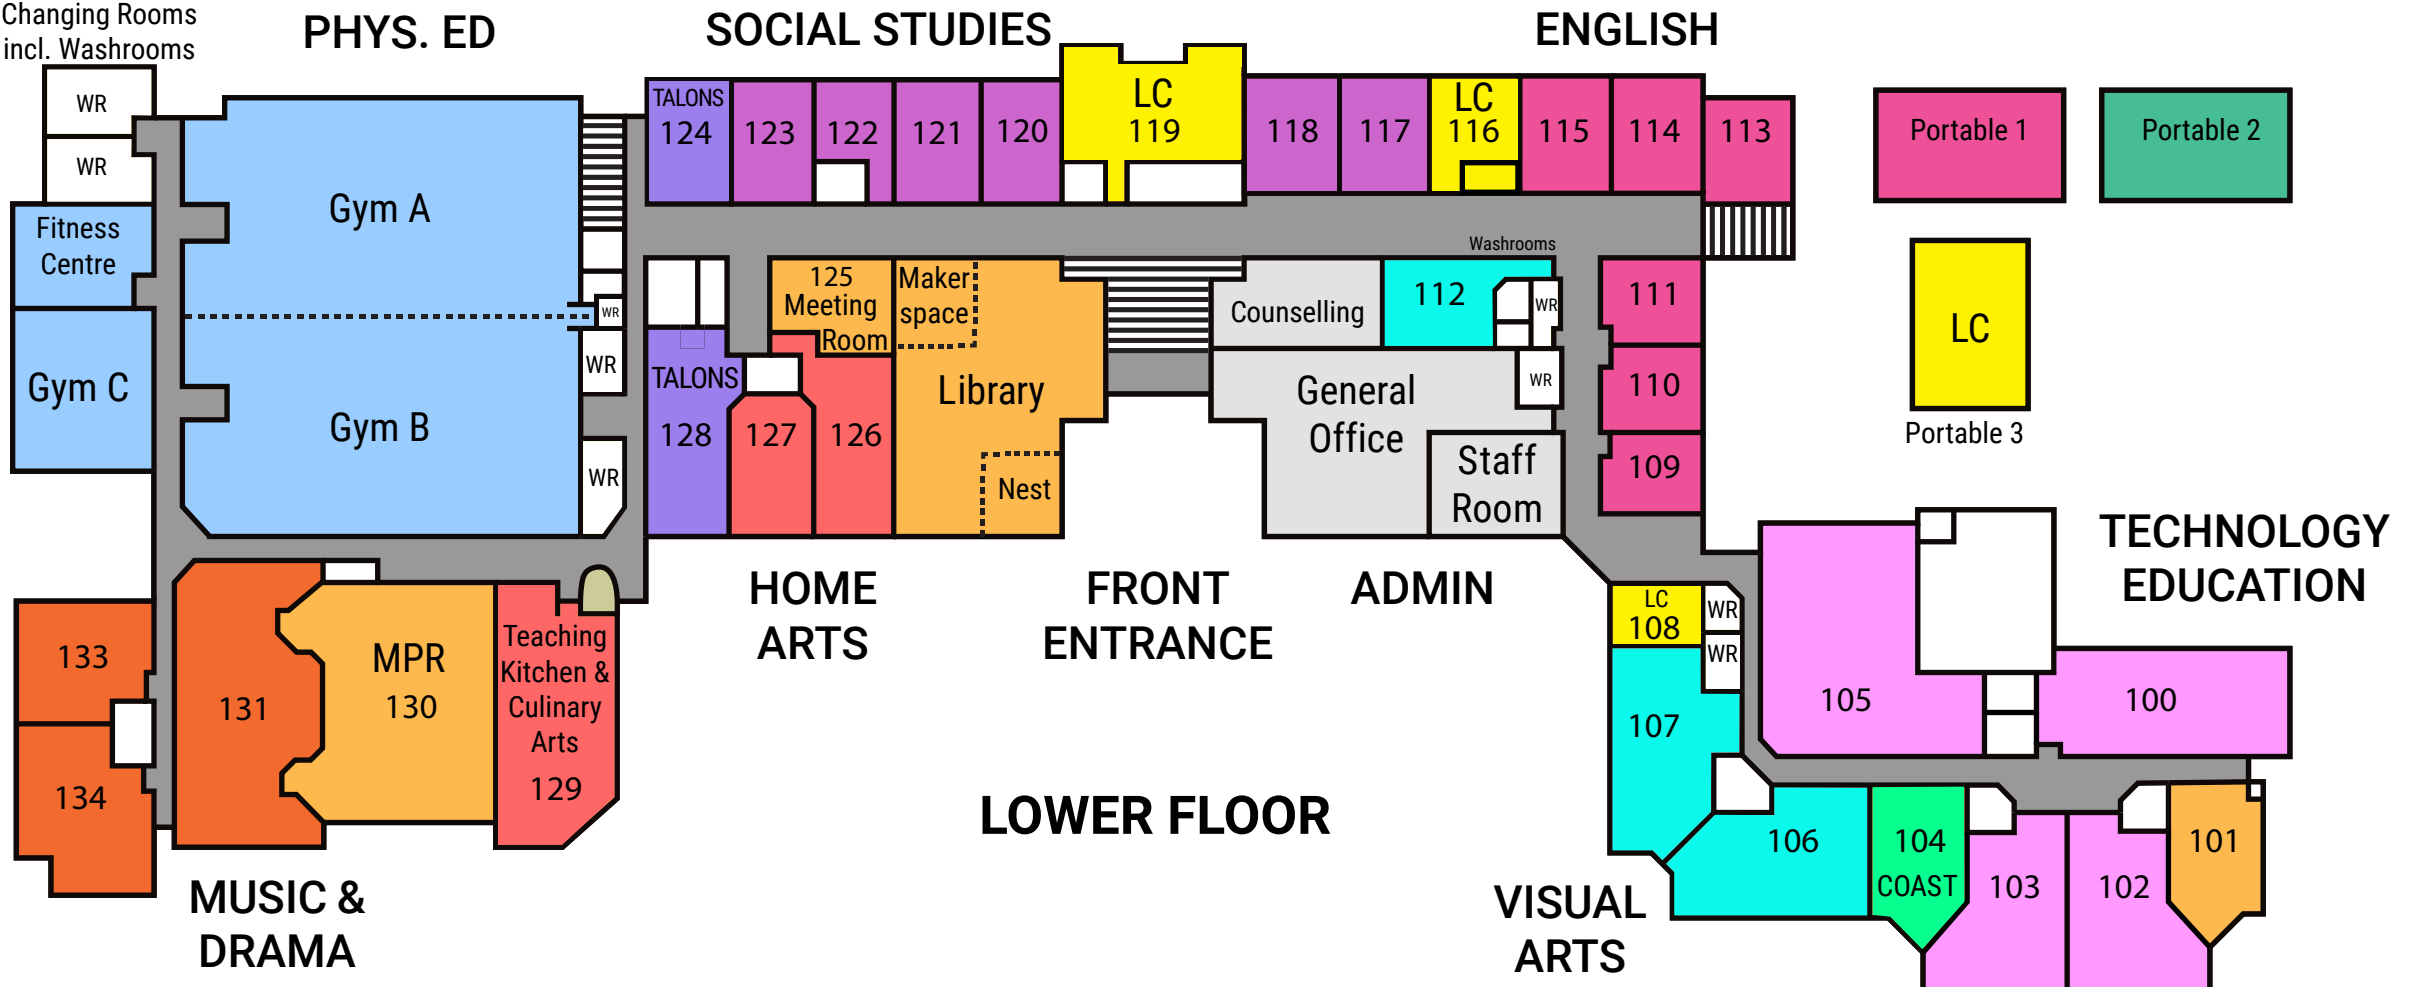 Changing Rooms
incl. Washrooms
PHYS. ED
SOCIAL STUDIES
ENGLISH
WR
WR
Fitness
Centre
Gym C
Gym A
Gym B
WR
WR
WR
TALONS
124
123
122
121
120
LC
119
118
117
LC
116
115
114
113
Portable 1
Portable 2
LC
Portable 3
Washrooms
125
Meeting
Room
Maker
space
Library
Nest
TALONS
128
127
126
Counselling
112
WR
WR
General
Office
Staff
Room
111
110
109
HOME
ARTS
FRONT
ENTRANCE
ADMIN
TECHNOLOGY
EDUCATION
133
134
131
MPR
130
Teaching
Kitchen &
Culinary
Arts
129
LC
108
WR
WR
107
105
100
106
104
COAST
103
102
101
LOWER FLOOR
MUSIC &
DRAMA
VISUAL
ARTS